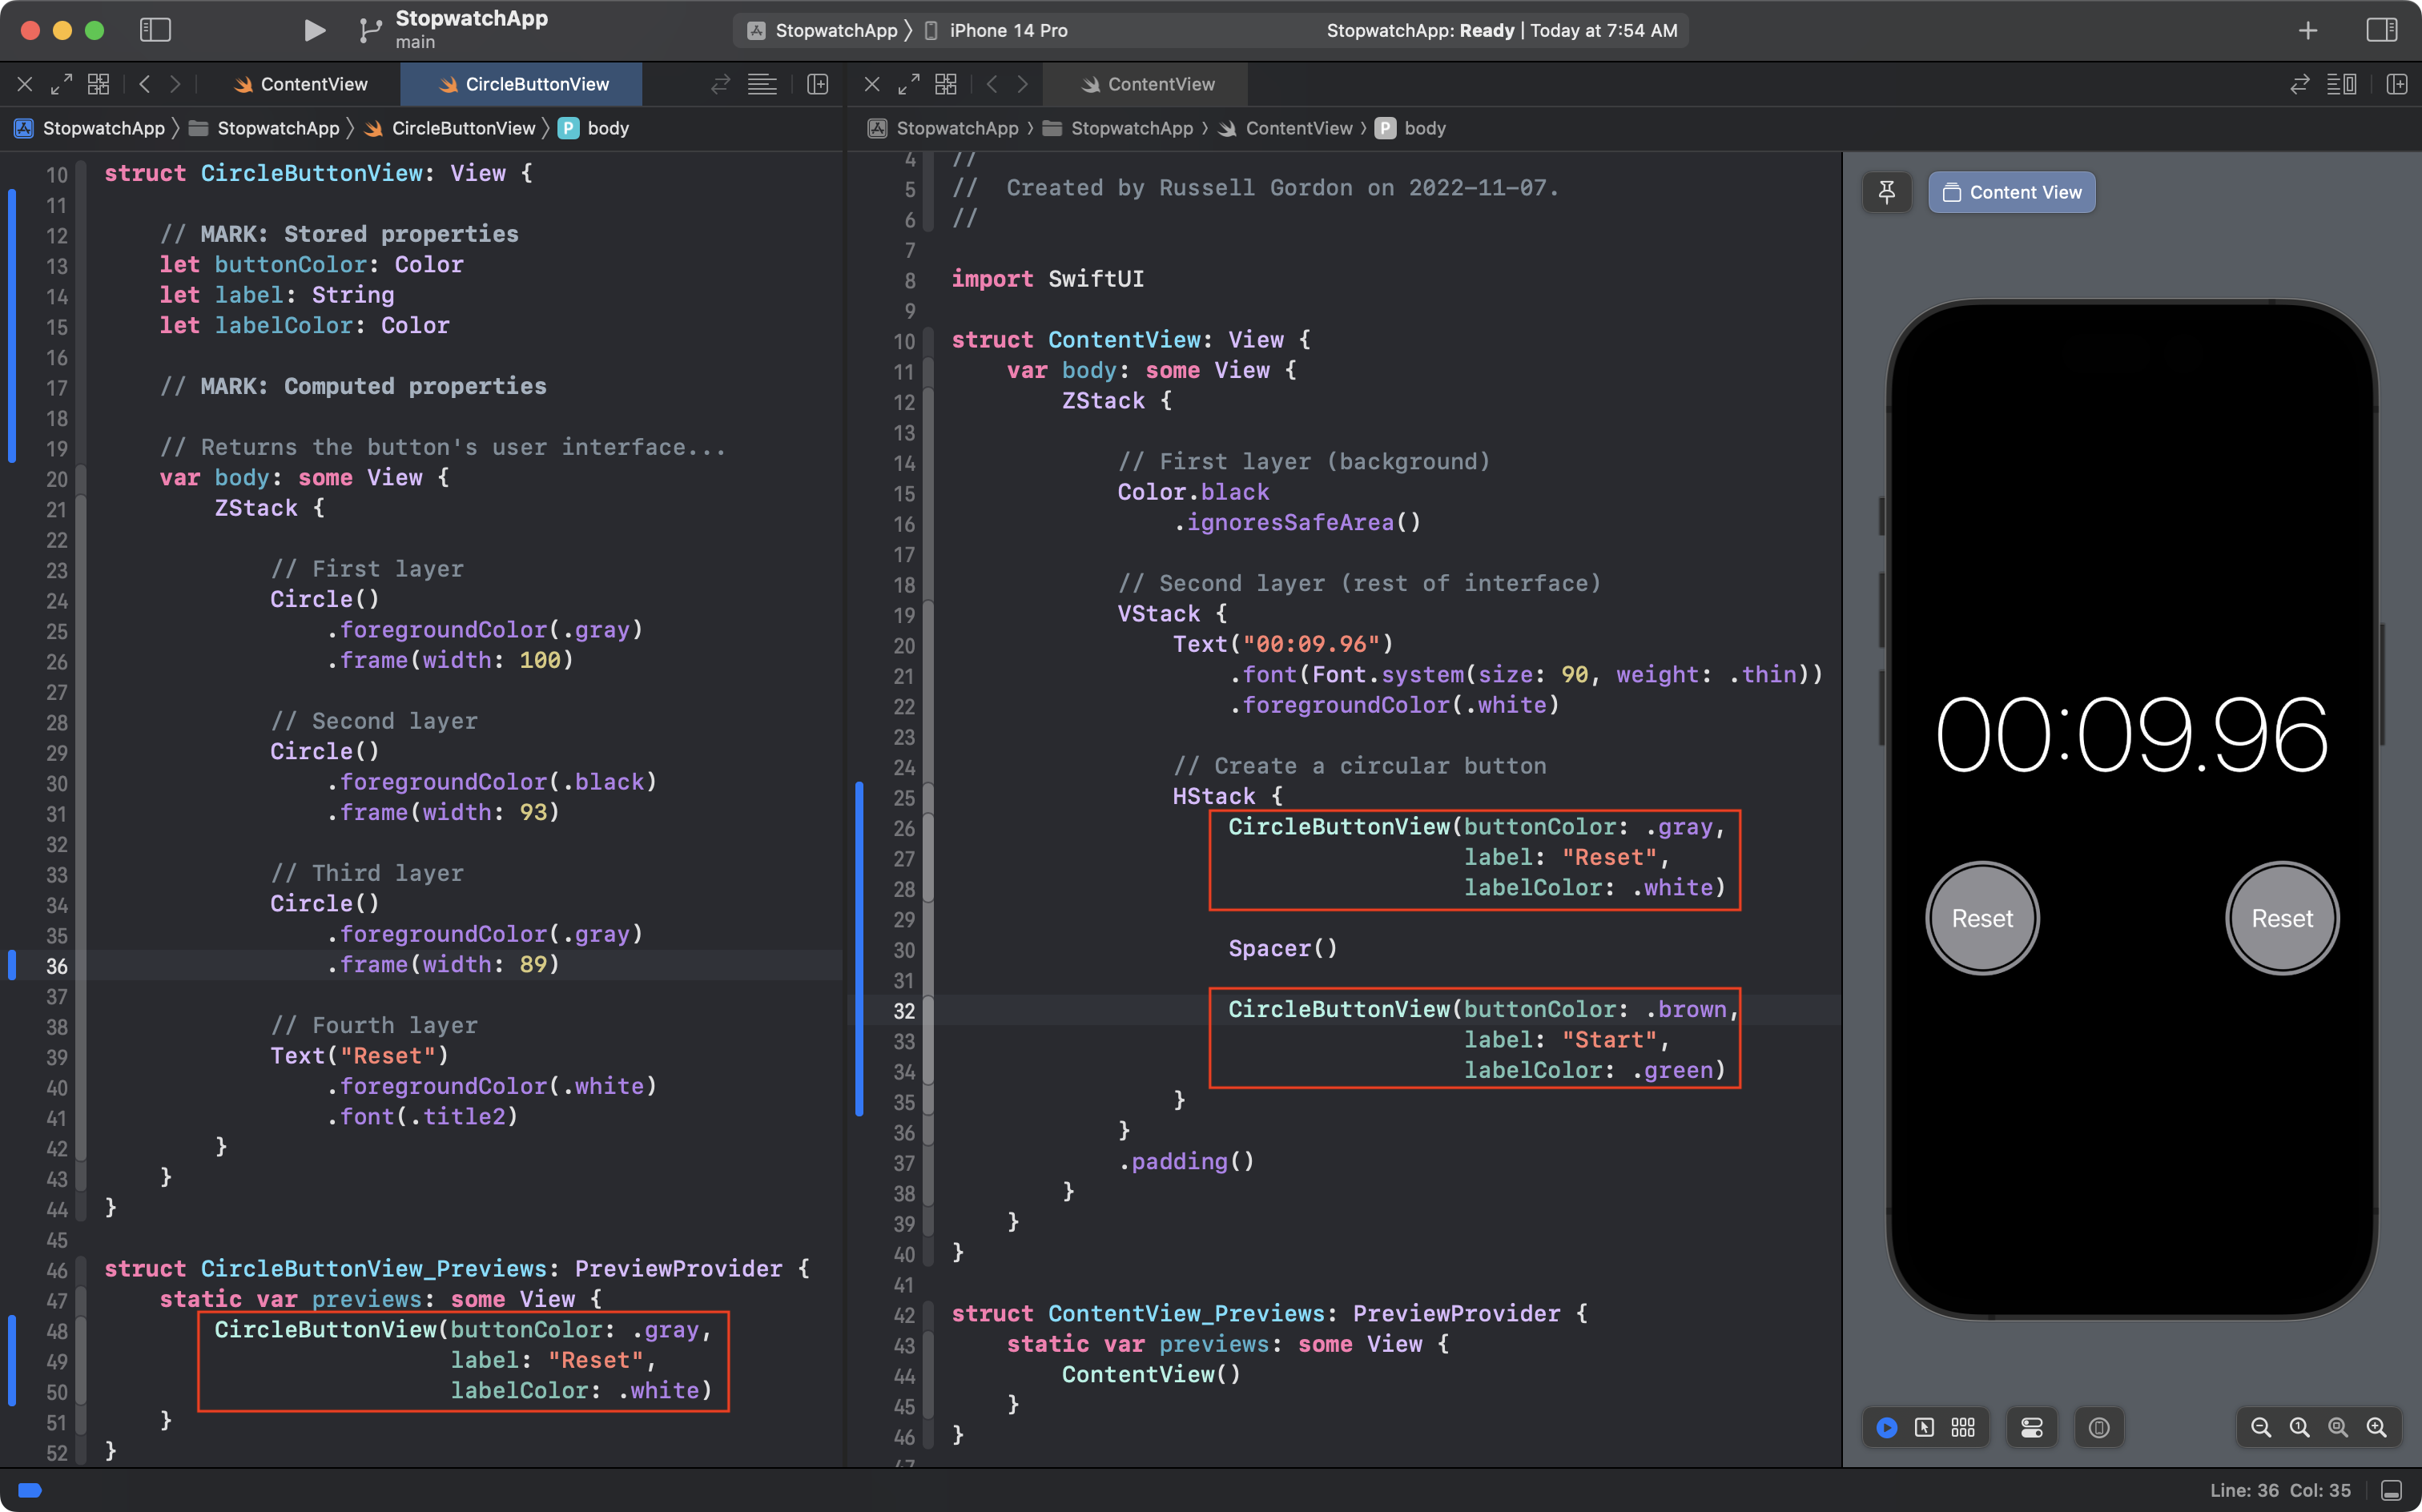 StopwatchApp
main
StopwatchApp 〉 iPhone 14 Pro
StopwatchApp: Ready | Today at 7:54 AM
ContentView
CircleButtonView
StopwatchApp 〉 StopwatchApp 〉 CircleButtonView 〉 P body
10 struct CircleButtonView: View {
11
12     // MARK: Stored properties
13     let buttonColor: Color
14     let label: String
15     let labelColor: Color
16
17     // MARK: Computed properties
18
19     // Returns the button's user interface...
20     var body: some View {
21         ZStack {
22
23             // First layer
24             Circle()
25                 .foregroundColor(.gray)
26                 .frame(width: 100)
27
28             // Second layer
29             Circle()
30                 .foregroundColor(.black)
31                 .frame(width: 93)
32
33             // Third layer
34             Circle()
35                 .foregroundColor(.gray)
36                 .frame(width: 89)
37
38             // Fourth layer
39             Text("Reset")
40                 .foregroundColor(.white)
41                 .font(.title2)
42         }
43     }
44 }
45
46 struct CircleButtonView_Previews: PreviewProvider {
47     static var previews: some View {
48         CircleButtonView(buttonColor: .gray,
49                          label: "Reset",
50                          labelColor: .white)
51     }
52 }
ContentView
StopwatchApp 〉 StopwatchApp 〉 ContentView 〉 P body
4 //
5 //  Created by Russell Gordon on 2022-11-07.
6 //
7
8 import SwiftUI
9
10 struct ContentView: View {
11     var body: some View {
12         ZStack {
13
14             // First layer (background)
15             Color.black
16                 .ignoresSafeArea()
17
18             // Second layer (rest of interface)
19             VStack {
20                 Text("00:09.96")
21                     .font(Font.system(size: 90, weight: .thin))
22                     .foregroundColor(.white)
23
24                 // Create a circular button
25                 HStack {
26                     CircleButtonView(buttonColor: .gray,
27                                      label: "Reset",
28                                      labelColor: .white)
29
30                     Spacer()
31
32                     CircleButtonView(buttonColor: .brown,
33                                      label: "Start",
34                                      labelColor: .green)
35                 }
36             }
37             .padding()
38         }
39     }
40 }
41
42 struct ContentView_Previews: PreviewProvider {
43     static var previews: some View {
44         ContentView()
45     }
46 }
47
Content View
00:09.96
Reset
Reset
Line: 36 Col: 35